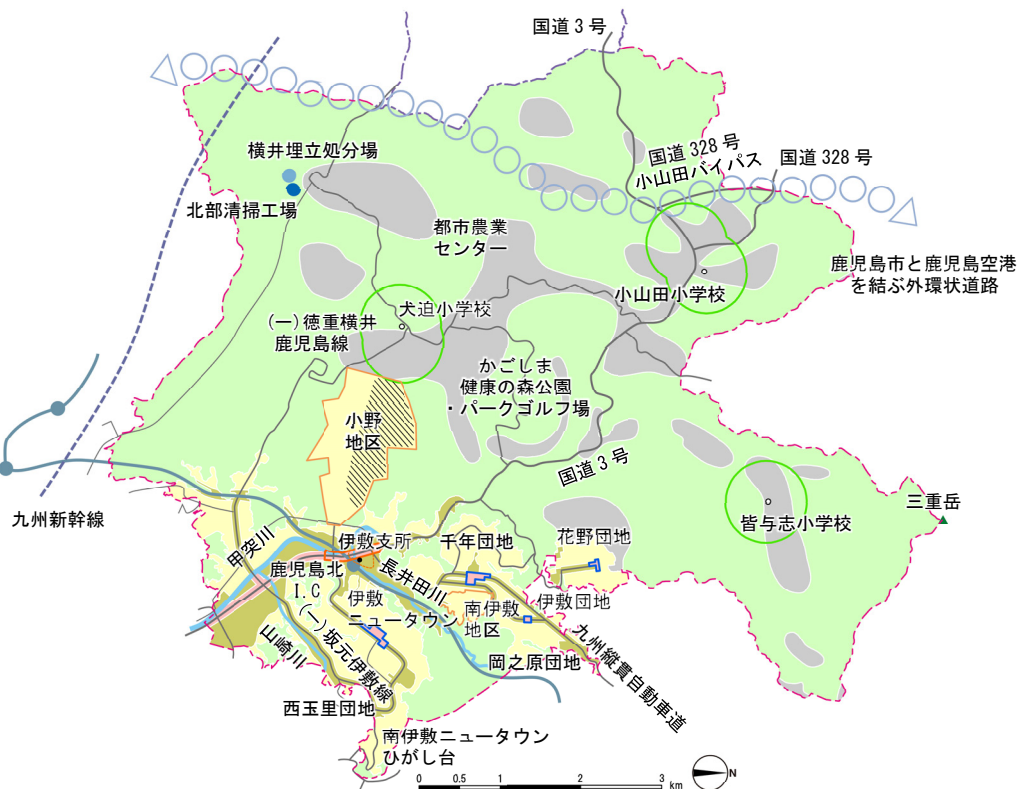 国道3号
横井埋立処分場
北部清掃工場
国道328号
小山田バイパス
国道328号
都市農業
センター
鹿児島市と鹿児島空港
を結ぶ外環状道路
小山田小学校
犬迫小学校
(一)徳重横井
鹿児島線
かごしま
健康の森公園
・パークゴルフ場
小野
地区
国道3号
九州新幹線
三重岳
皆与志小学校
甲突川
伊敷支所
千年団地
花野団地
鹿児島北
I.C
長井田川
伊敷
ニュータウン
南伊敷
地区
伊敷団地
(一)坂元伊敷線
山崎川
岡之原団地
九州縦貫自動車道
西玉里団地
南伊敷ニュータウン
ひがし台
0 0.5 1 2 3 km
N